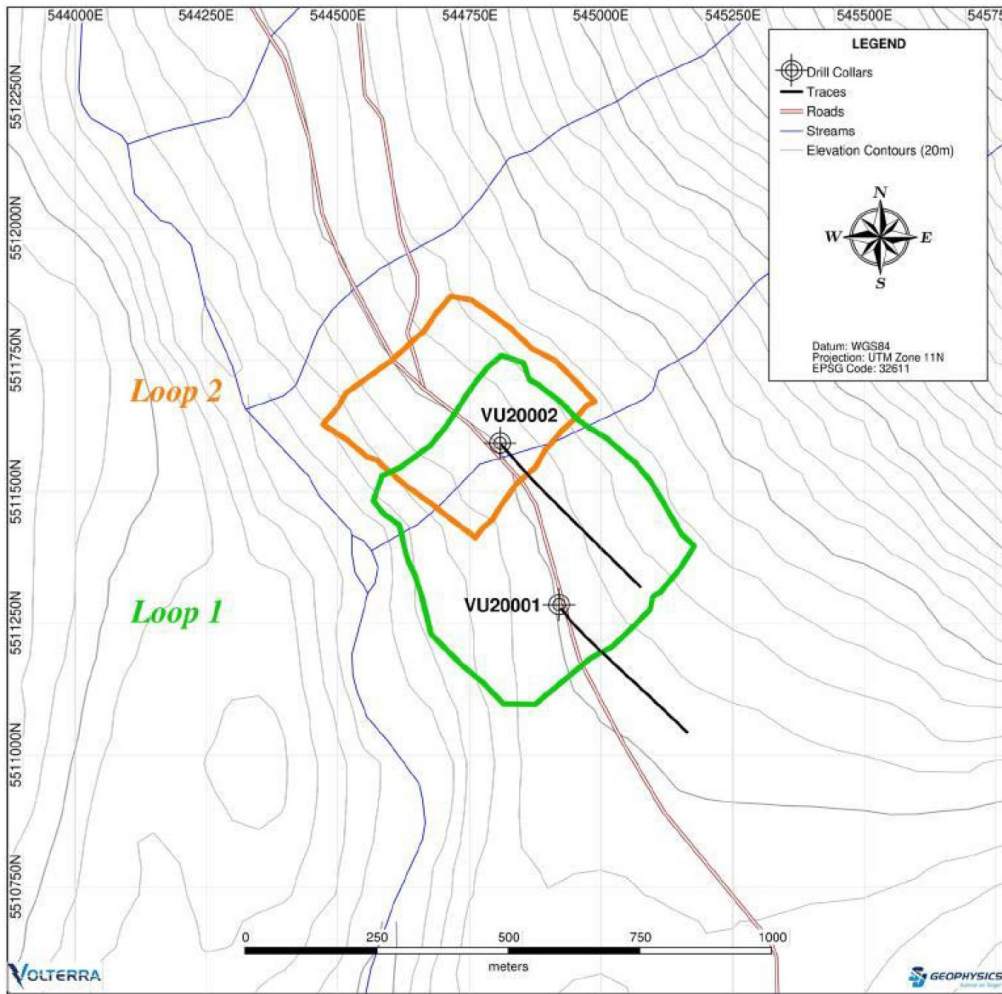 544000E
544250E
544500E
544750E
545000E
545250E
545500E
LEGEND
Drill Collars
Traces
Roads
Streams
Elevation Contours (20m)
N
W
E
S
Datum: WGS84
Projection: UTM Zone 11N
EPSG Code: 32611
5512250N
5512000N
5511750N
5511500N
5511250N
5511000N
5510750N
Loop 2
VU20002
Loop 1
VU20001
0
250
500
750
1000
meters
VOLTERRA
GEOPHYSICS